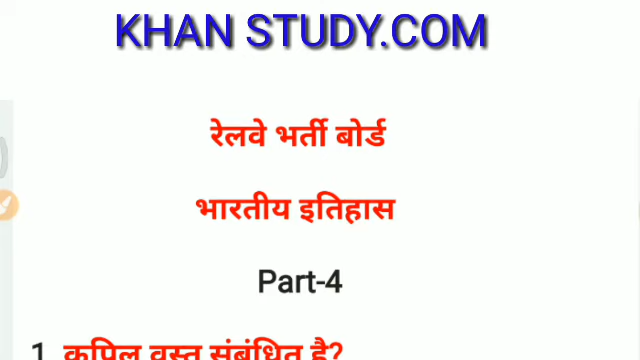 KHAN STUDY.COM
रेलवे भर्ती बोर्ड
भारतीय इतिहास
Part-4
1. कपिल वस्तु संबंधित है?